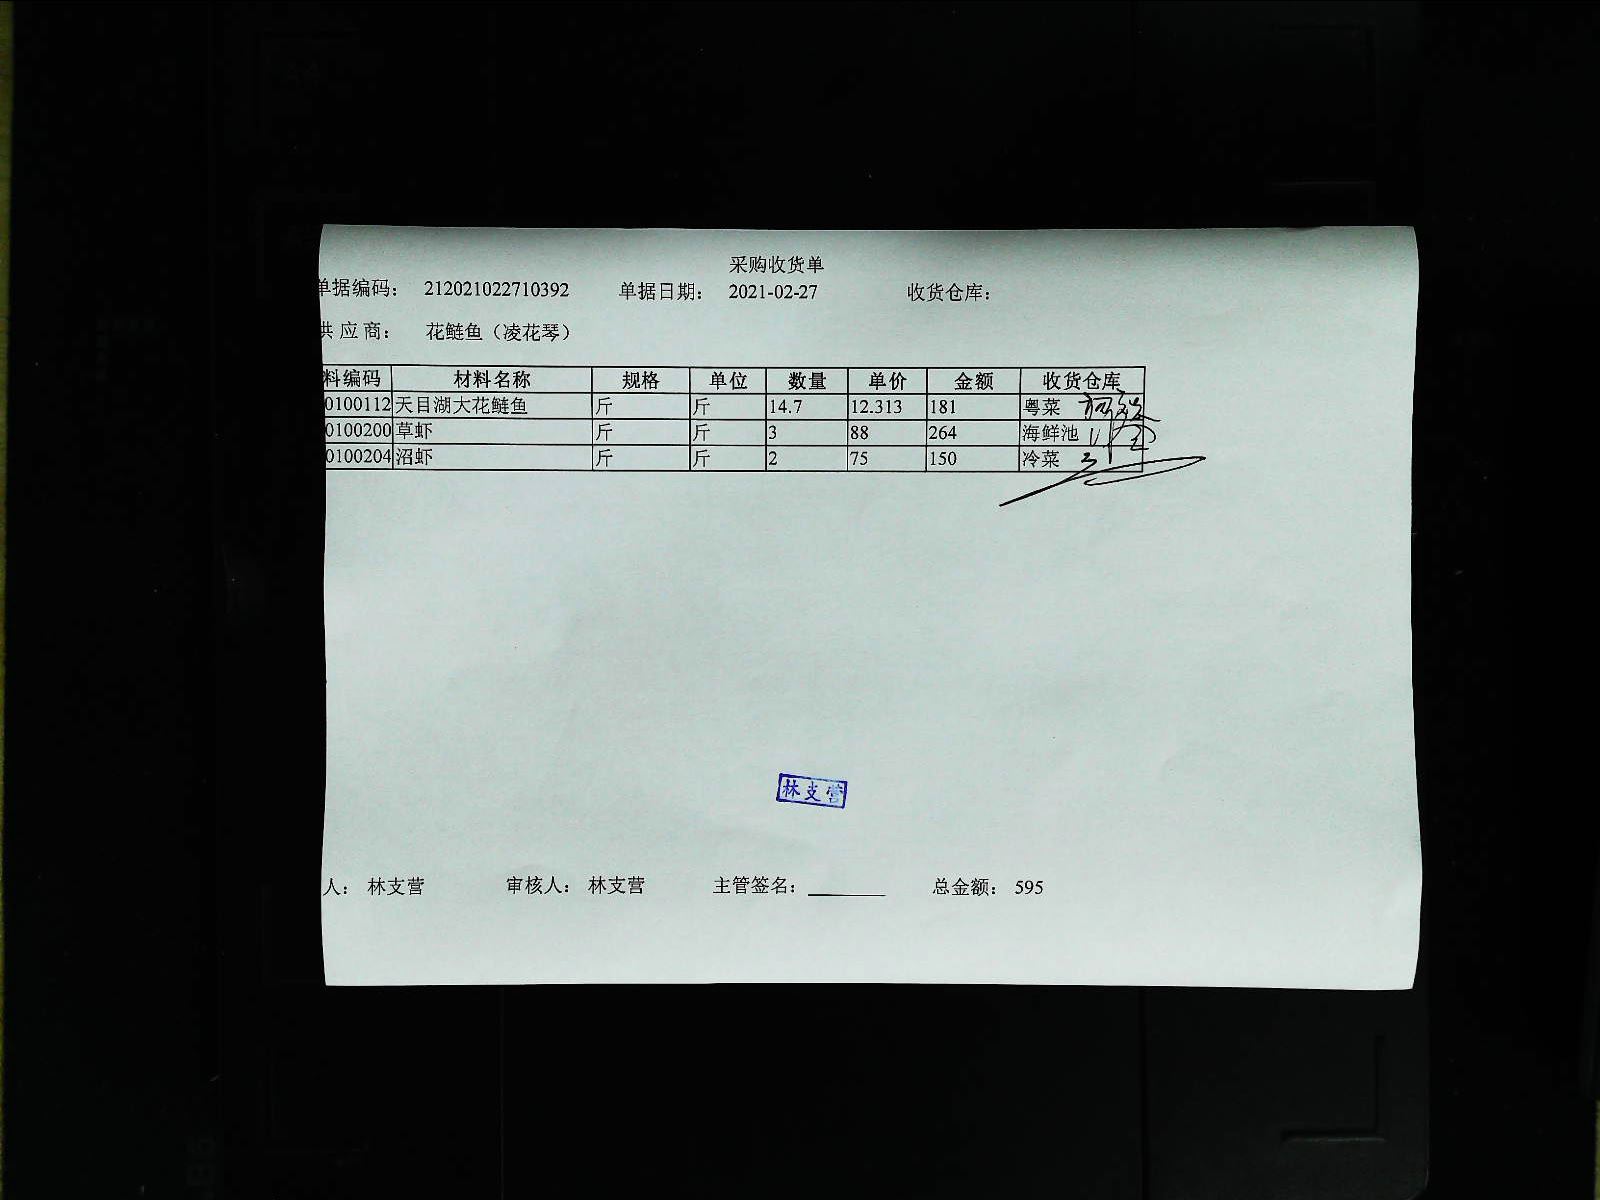 采购收货单
单据编码： 212021022710392 单据日期： 2021-02-27 收货仓库：
供应商： 花鲢鱼（凌花琴）
料编码 材料名称 规格 单位 数量 单价 金额 收货仓库
0100112 天目湖大花鲢鱼 斤 斤 14.7 12.313 181 粤菜
0100200 草虾 斤 斤 3 88 264 海鲜池
0100204 沼虾 斤 斤 2 75 150 冷菜
林支营
人： 林支营 审核人： 林支营 主管签名： 总金额： 595